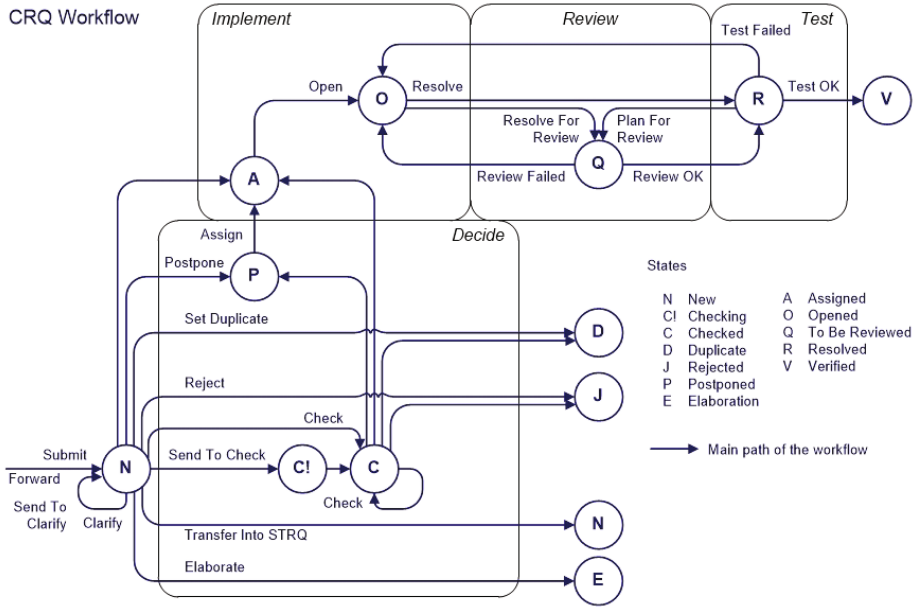 CRQ Workflow
Implement
Review
Test
Test Failed
Open
O
Resolve
R
Test OK
V
Resolve For
Review
Plan For
Review
Q
Review Failed
Review OK
A
Assign
Decide
Postpone
P
Set Duplicate
D
Reject
J
Check
Submit
N
Send To Check
C!
C
Forward
Send To
Clarify
Clarify
Check
Transfer Into STRQ
N
Elaborate
E
States
N New
C! Checking
C Checked
D Duplicate
J Rejected
P Postponed
E Elaboration
A Assigned
O Opened
Q To Be Reviewed
R Resolved
V Verified
Main path of the workflow